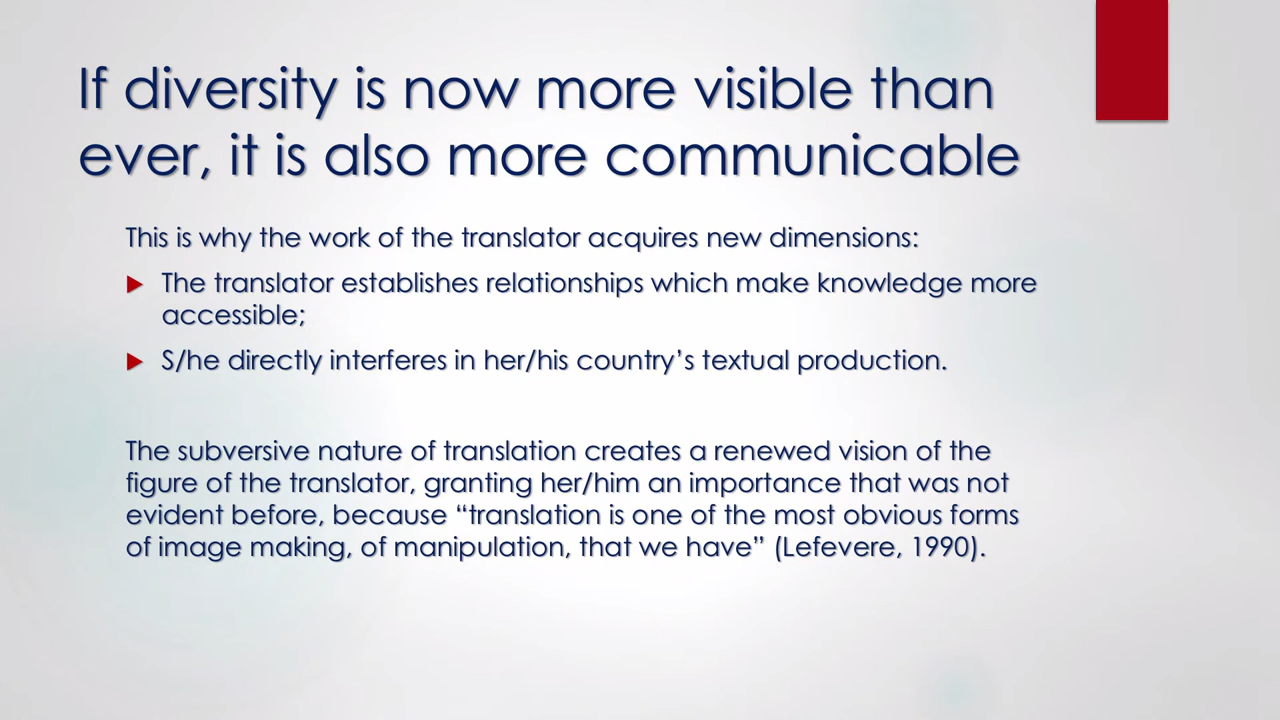 If diversity is now more visible than
ever, it is also more communicable
This is why the work of the translator acquires new dimensions:
The translator establishes relationships which make knowledge more
accessible;
S/he directly interferes in her/his country’s textual production.
The subversive nature of translation creates a renewed vision of the
figure of the translator, granting her/him an importance that was not
evident before, because “translation is one of the most obvious forms
of image making, of manipulation, that we have” (Lefevere, 1990).